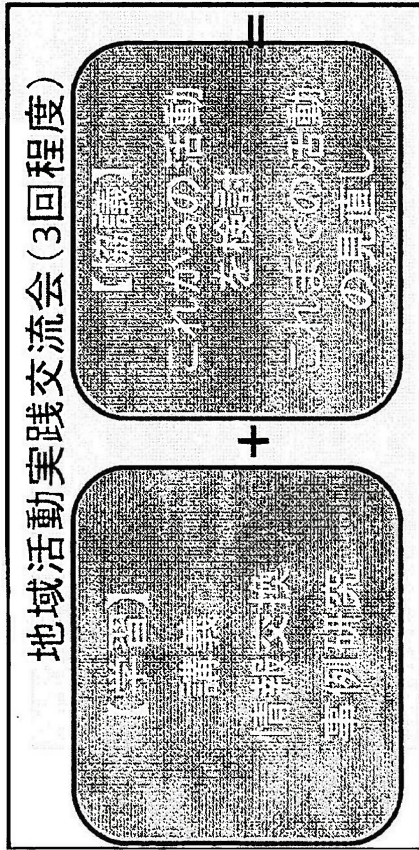 地域活動実践交流会(3回程度)
【学習】
講義
情報交換
事例研究
+
【協議】
これからの活動
を検討
これまでの活動
の見直し
=